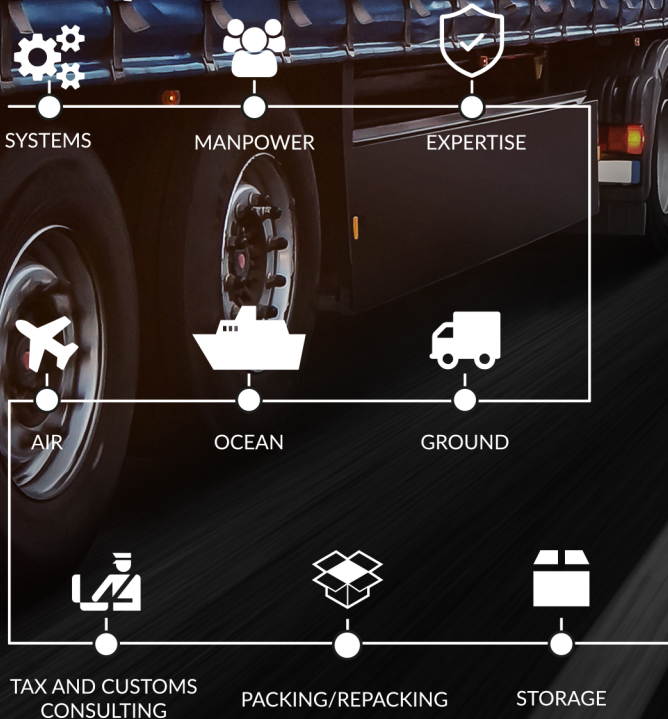 SYSTEMS
MANPOWER
EXPERTISE
AIR
OCEAN
GROUND
TAX AND CUSTOMS
CONSULTING
PACKING/REPACKING
STORAGE